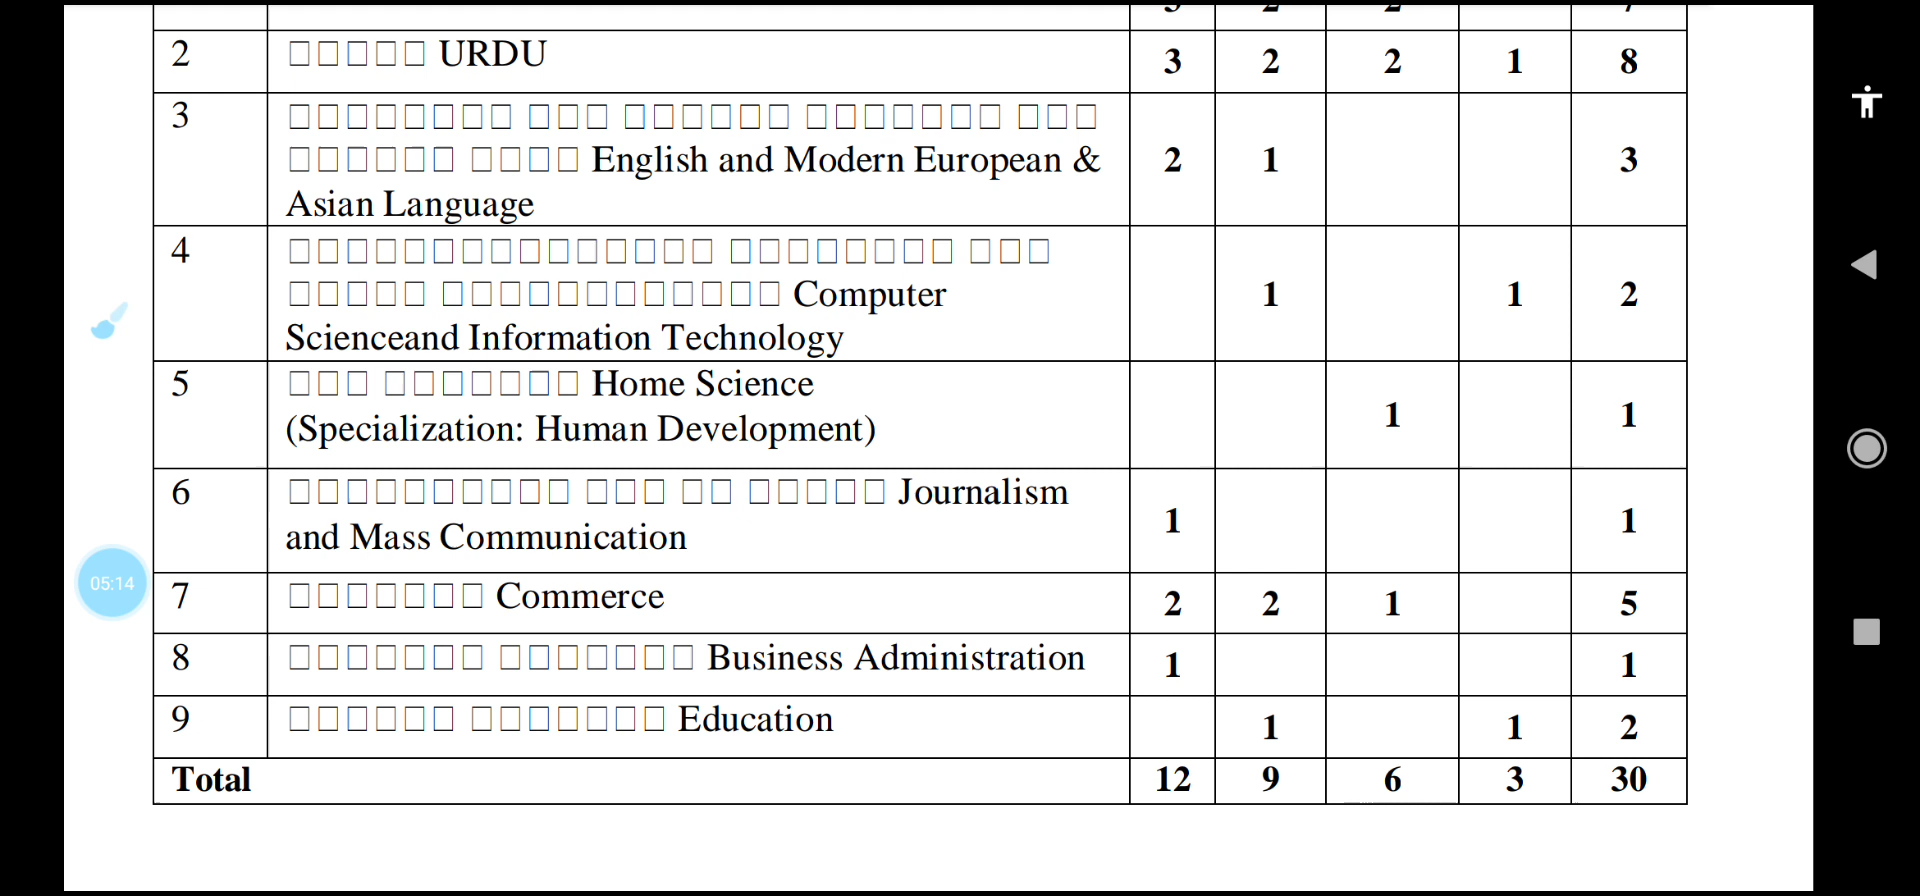 2 URDU 3 2 2 1 8
3
English and Modern European & 2 1 3
Asian Language
4
Computer 1 1 2
Scienceand Information Technology
5 Home Science
(Specialization: Human Development) 1 1
6 Journalism
and Mass Communication 1 1
7 Commerce 2 2 1 5
8 Business Administration 1 1
9 Education 1 1 2
Total 12 9 6 3 30
05:14